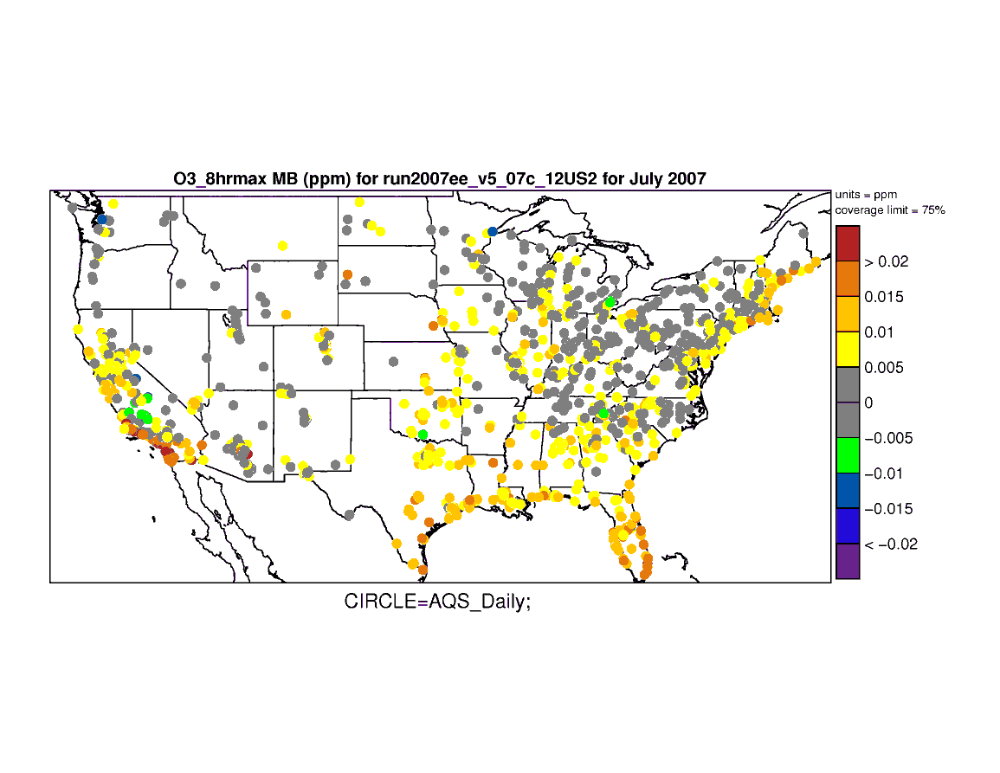 O3_8hrmax MB (ppm) for run2007ee_v5_07c_12US2 for July 2007
units = ppm
coverage limit = 75%
> 0.02
0.015
0.01
0.005
0
−0.005
−0.01
−0.015
< −0.02
CIRCLE=AQS_Daily;